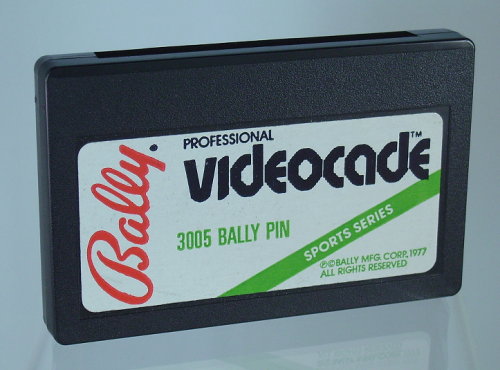 Bally.
PROFESSIONAL
VIDEOCADE™
3005 BALLY PIN
SPORTS SERIES
℗©BALLY MFG. CORP. 1977
ALL RIGHTS RESERVED